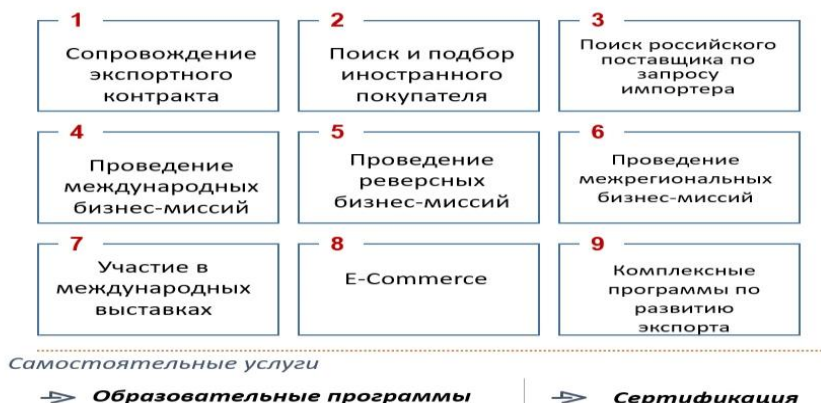 1
Сопровождение
экспортного
контракта
2
Поиск и подбор
иностранного
покупателя
3
Поиск российского
поставщика по
запросу
импортера
4
Проведение
международных
бизнес-миссий
5
Проведение
реверсных
бизнес-миссий
6
Проведение
межрегиональных
бизнес-миссий
7
Участие в
международных
выставках
8
E-Commerce
9
Комплексные
программы по
развитию
экспорта
Самостоятельные услуги
Образовательные программы
Сертификация